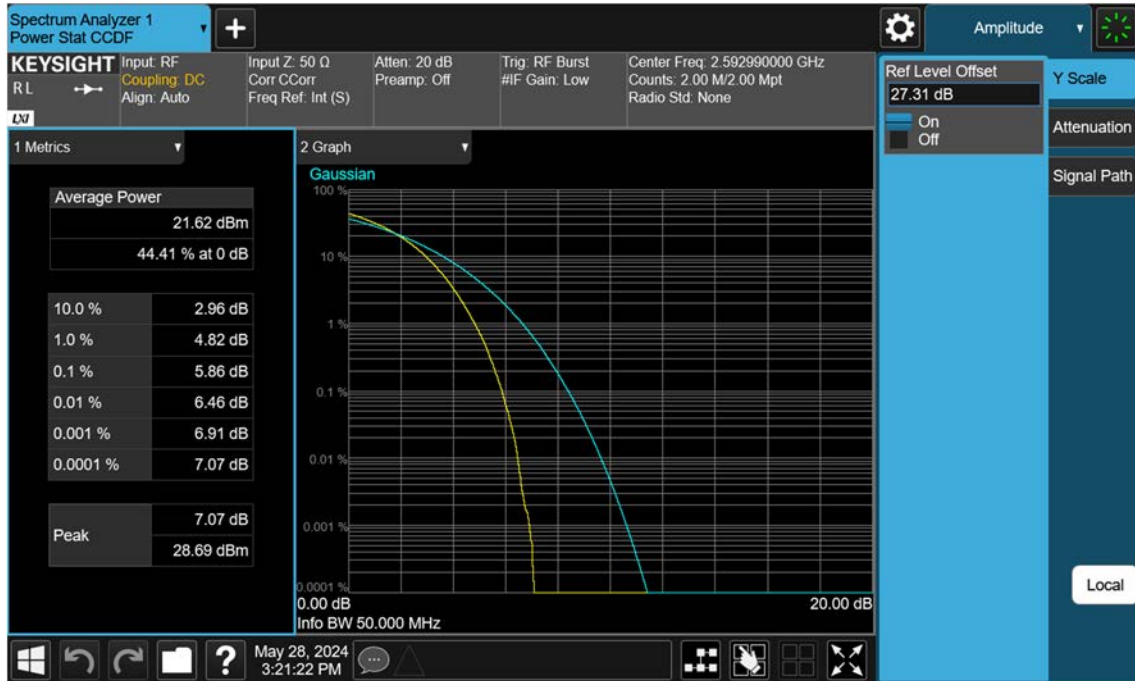 Spectrum Analyzer 1
Power Stat CCDF
Amplitude
KEYSIGHT
R L
LXI
Input: RF
Coupling: DC
Align: Auto
Input Z: 50 Ω
Corr CCorr
Freq Ref: Int (S)
Atten: 20 dB
Preamp: Off
Trig: RF Burst
#IF Gain: Low
Center Freq: 2.592990000 GHz
Counts: 2.00 M/2.00 Mpt
Radio Std: None
Ref Level Offset
27.31 dB
On
Off
Y Scale
Attenuation
Signal Path
1 Metrics
Average Power
21.62 dBm
44.41 % at 0 dB
10.0 % 2.96 dB
1.0 % 4.82 dB
0.1 % 5.86 dB
0.01 % 6.46 dB
0.001 % 6.91 dB
0.0001 % 7.07 dB
Peak
7.07 dB
28.69 dBm
2 Graph
Gaussian
100 %
10 %
1 %
0.1 %
0.01 %
0.001 %
0.0001 %
0.00 dB 20.00 dB
Info BW 50.000 MHz
Local
?
May 28, 2024
3:21:22 PM